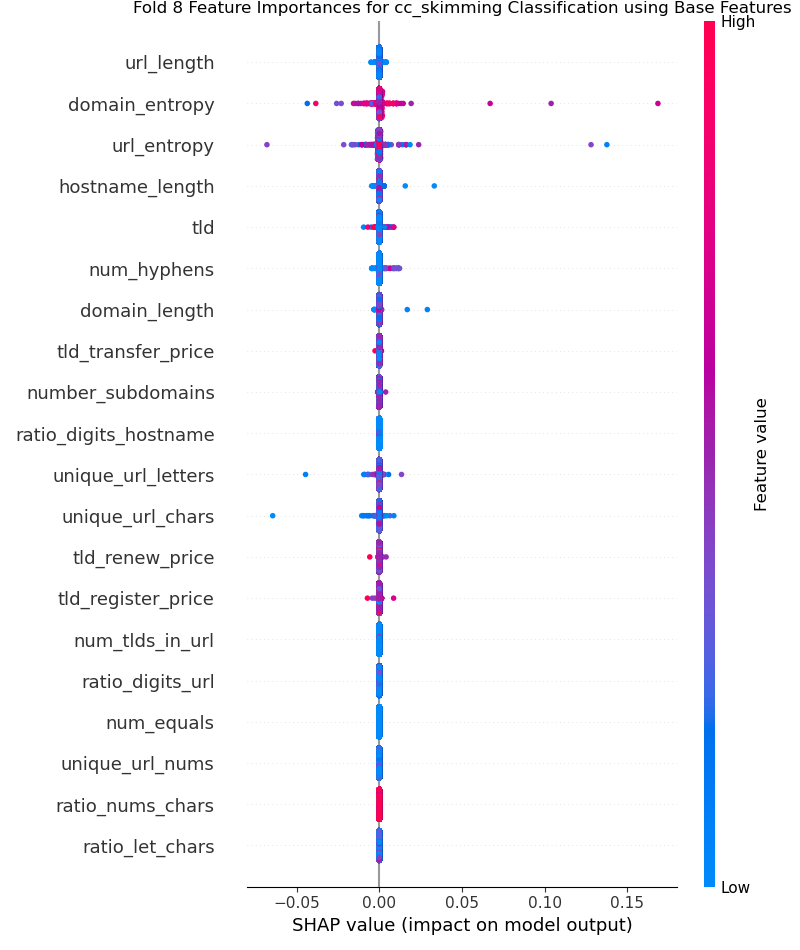 Fold 8 Feature Importances for cc_skimming Classification using Base Features
High
url_length
domain_entropy
url_entropy
hostname_length
tld
num_hyphens
domain_length
tld_transfer_price
number_subdomains
ratio_digits_hostname
unique_url_letters
unique_url_chars
tld_renew_price
tld_register_price
num_tlds_in_url
ratio_digits_url
num_equals
unique_url_nums
ratio_nums_chars
ratio_let_chars
Feature value
Low
−0.05 0.00 0.05 0.10 0.15
SHAP value (impact on model output)